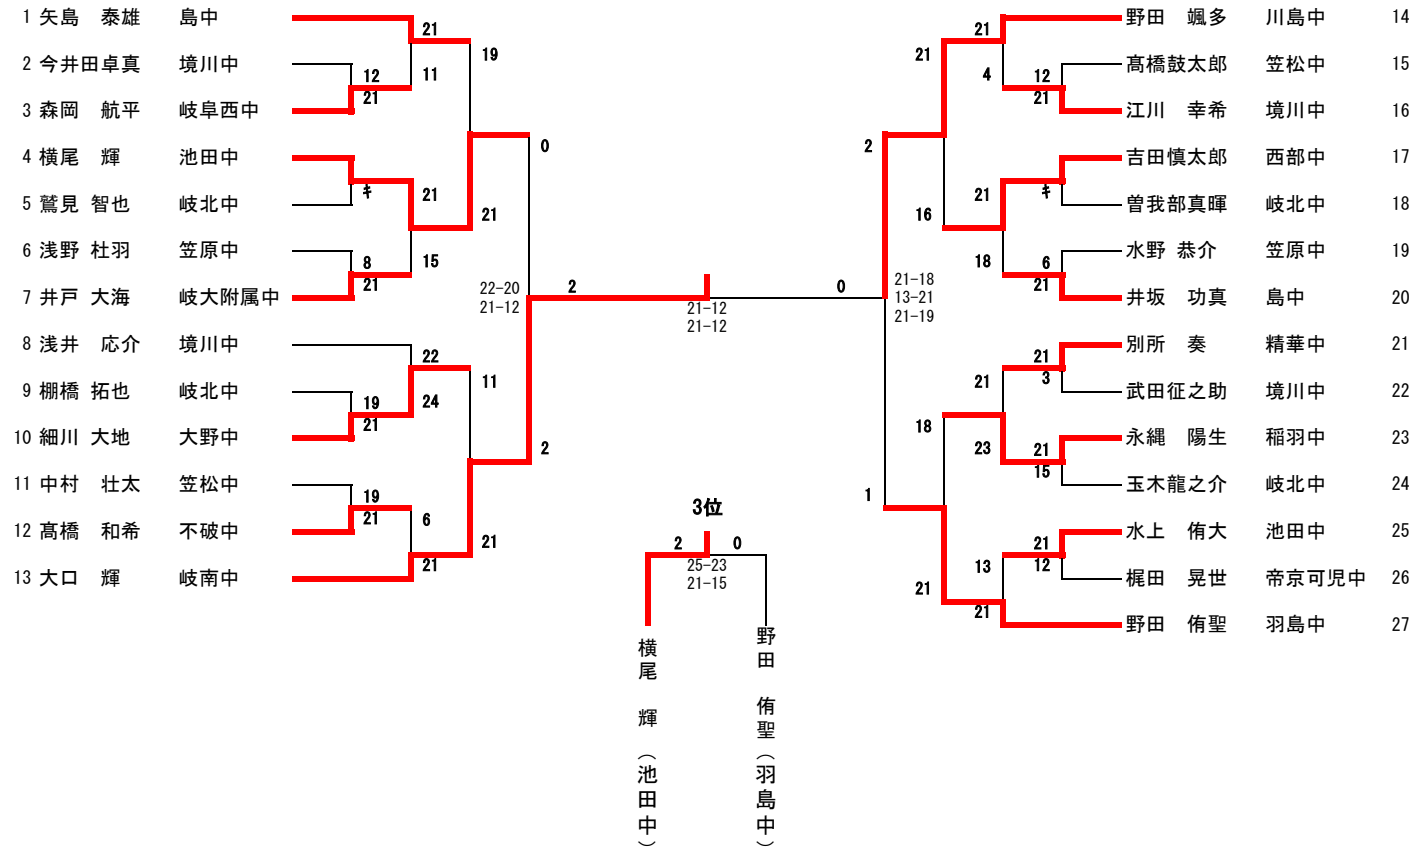 1 矢島　泰雄　島中
21
19
2 今井田卓真　境川中
12
11
21
3 森岡　航平　岐阜西中
0
4 横尾　輝　池田中
キ
21
5 鷲見 智也　岐北中
21
6 浅野 杜羽　笠原中
8
15
21
7 井戸 大海　岐大附属中
22-20
21-12
2
8 浅井　応介　境川中
22
11
9 棚橋 拓也　岐北中
19
24
21
10 細川 大地　大野中
2
11 中村　壮太　笠松中
19
21
6
12 髙橋　和希　不破中
21
13 大口　輝　岐南中
21
21-12
21-12
0
野田　颯多　川島中　14
21
21
髙橋鼓太郎　笠松中　15
4
12
21
江川　幸希　境川中　16
2
吉田慎太郎　西部中　17
21
キ
曽我部真暉　岐北中　18
16
水野 恭介　笠原中　19
18
6
21
井坂　功真　島中　20
21-18
13-21
21-19
別所　奏　精華中　21
21
21
3
武田征之助　境川中　22
18
永縄　陽生　稲羽中　23
23
21
15
玉木龍之介　岐北中　24
1
水上　侑大　池田中　25
21
13
12
梶田　晃世　帝京可児中　26
21
21
野田　侑聖　羽島中　27
3位
2
0
25-23
21-15
横尾　輝（池田中）
野田　侑聖（羽島中）